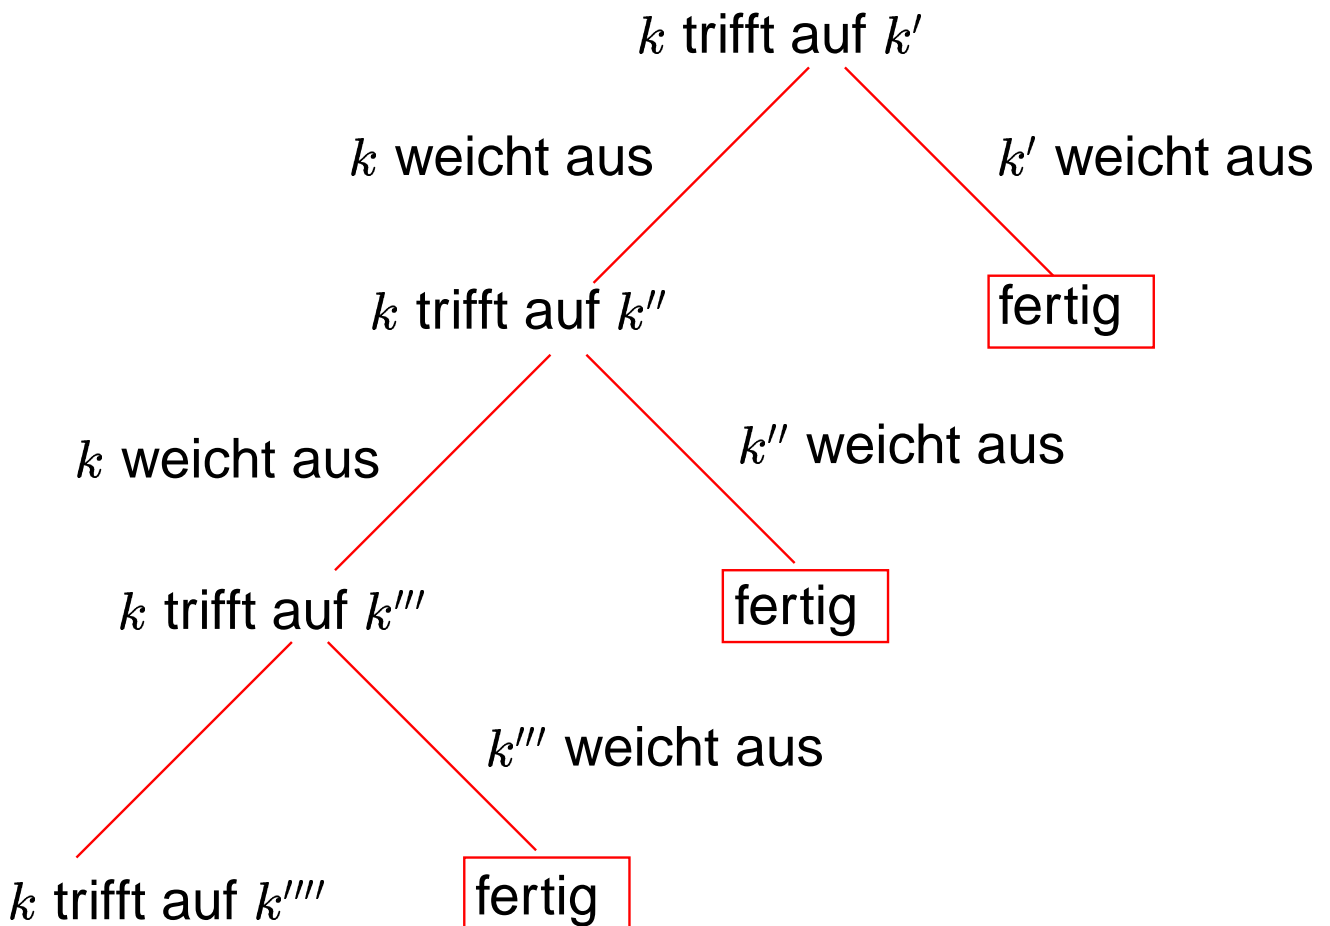 k trifft auf k′
k weicht aus
k′ weicht aus
k trifft auf k′′
fertig
k weicht aus
k′′ weicht aus
k trifft auf k′′′
fertig
k′′′ weicht aus
k trifft auf k′′′′
fertig